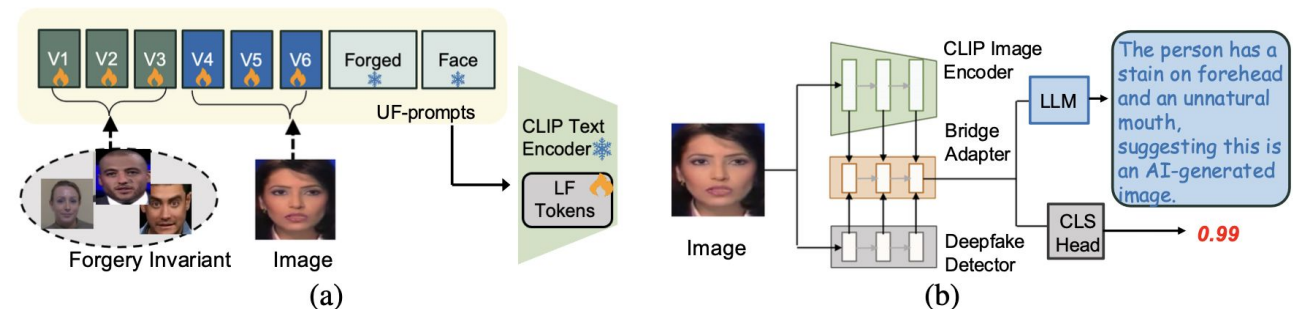 V1 V2 V3 V4 V5 V6 Forged Face
UF-prompts
CLIP Text
Encoder
LF
Tokens
Forgery Invariant
Image
(a)
Image
CLIP Image
Encoder
Bridge
Adapter
Deepfake
Detector
LLM
CLS
Head
The person has a
stain on forehead
and an unnatural
mouth,
suggesting this is
an AI-generated
image.
0.99
(b)